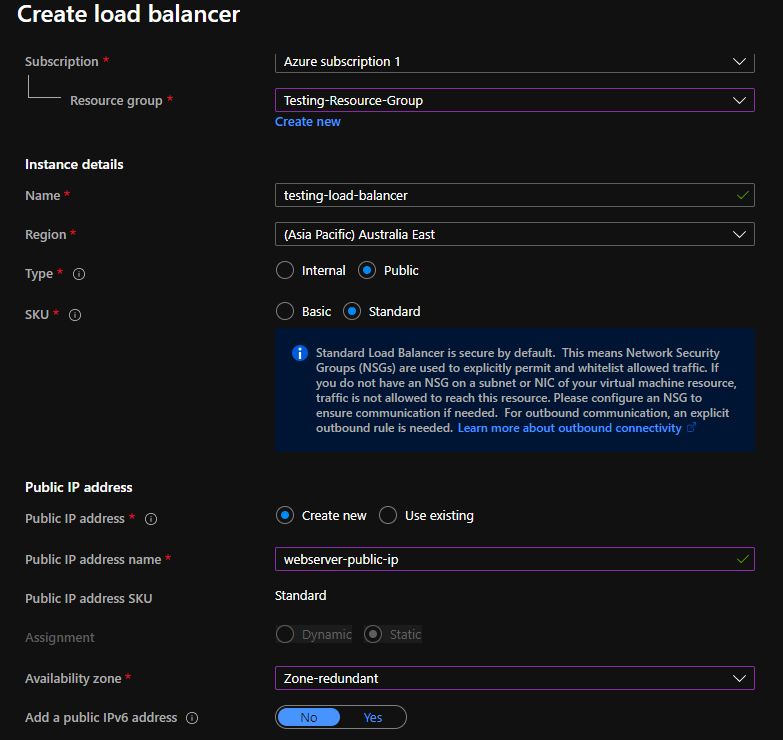 Create load balancer
Subscription *
Azure subscription 1
Resource group *
Testing-Resource-Group
Create new
Instance details
Name *
testing-load-balancer
Region *
(Asia Pacific) Australia East
Type *
Internal
Public
SKU *
Basic
Standard
Standard Load Balancer is secure by default. This means Network Security
Groups (NSGs) are used to explicitly permit and whitelist allowed traffic. If
you do not have an NSG on a subnet or NIC of your virtual machine resource,
traffic is not allowed to reach this resource. Please configure an NSG to
ensure communication if needed. For outbound communication, an explicit
outbound rule is needed. Learn more about outbound connectivity
Public IP address
Public IP address *
Create new
Use existing
Public IP address name *
webserver-public-ip
Public IP address SKU
Standard
Assignment
Dynamic
Static
Availability zone *
Zone-redundant
Add a public IPv6 address
No
Yes